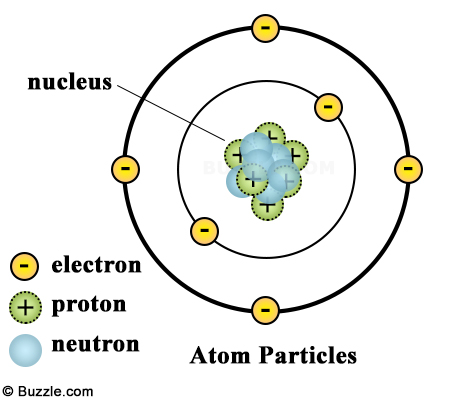 nucleus
electron
proton
neutron
Atom Particles
© Buzzle.com